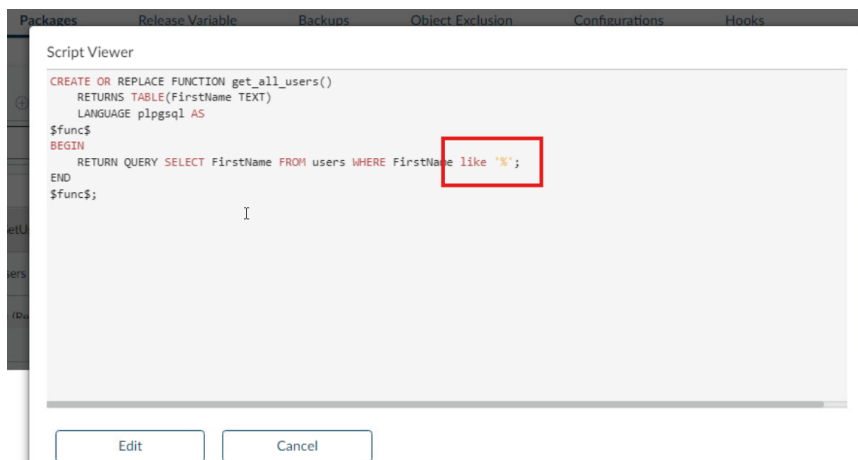 Packages Release Variable Backups Object Exclusion Configurations Hooks
Script Viewer
CREATE OR REPLACE FUNCTION get_all_users()
RETURNS TABLE(FirstName TEXT)
LANGUAGE plpgsql AS
$func$
BEGIN
RETURN QUERY SELECT FirstName FROM users WHERE FirstName like '%';
END
$func$;
Edit Cancel